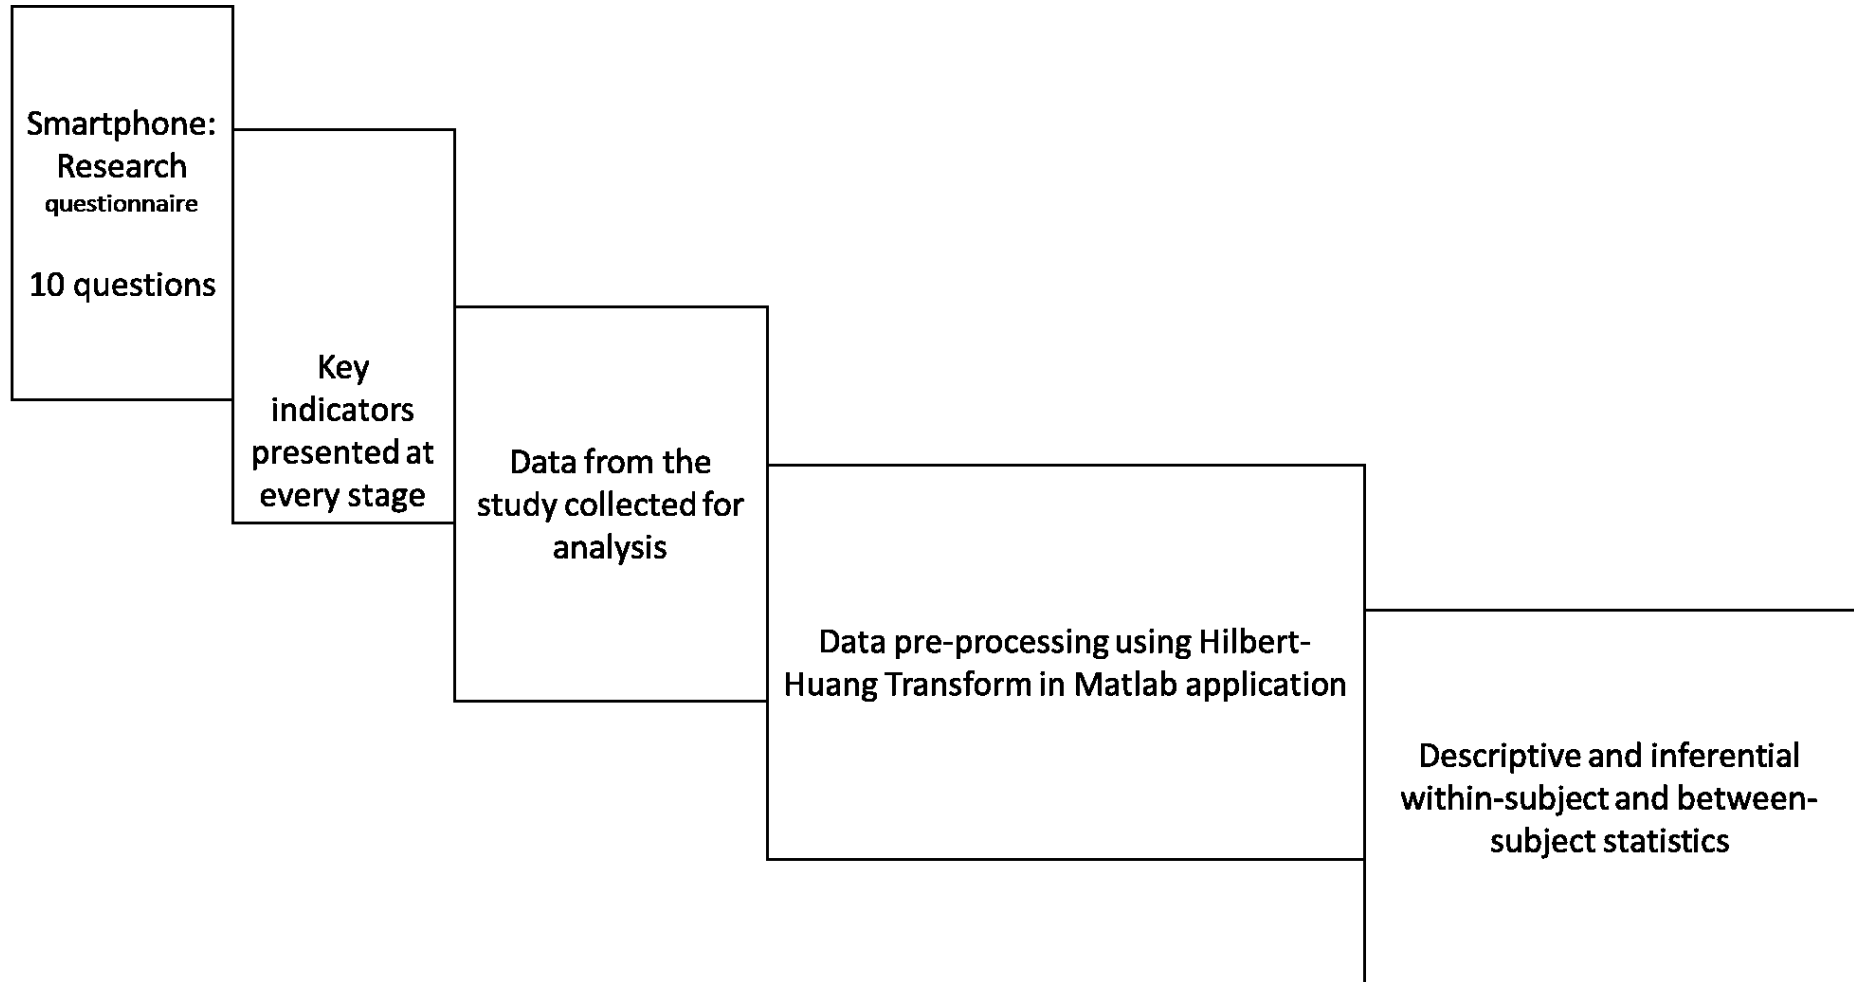 Smartphone:
Research
questionnaire
10 questions
Key
indicators
presented at
every stage
Data from the
study collected for
analysis
Data pre-processing using Hilbert-
Huang Transform in Matlab application
Descriptive and inferential
within-subject and between-
subject statistics